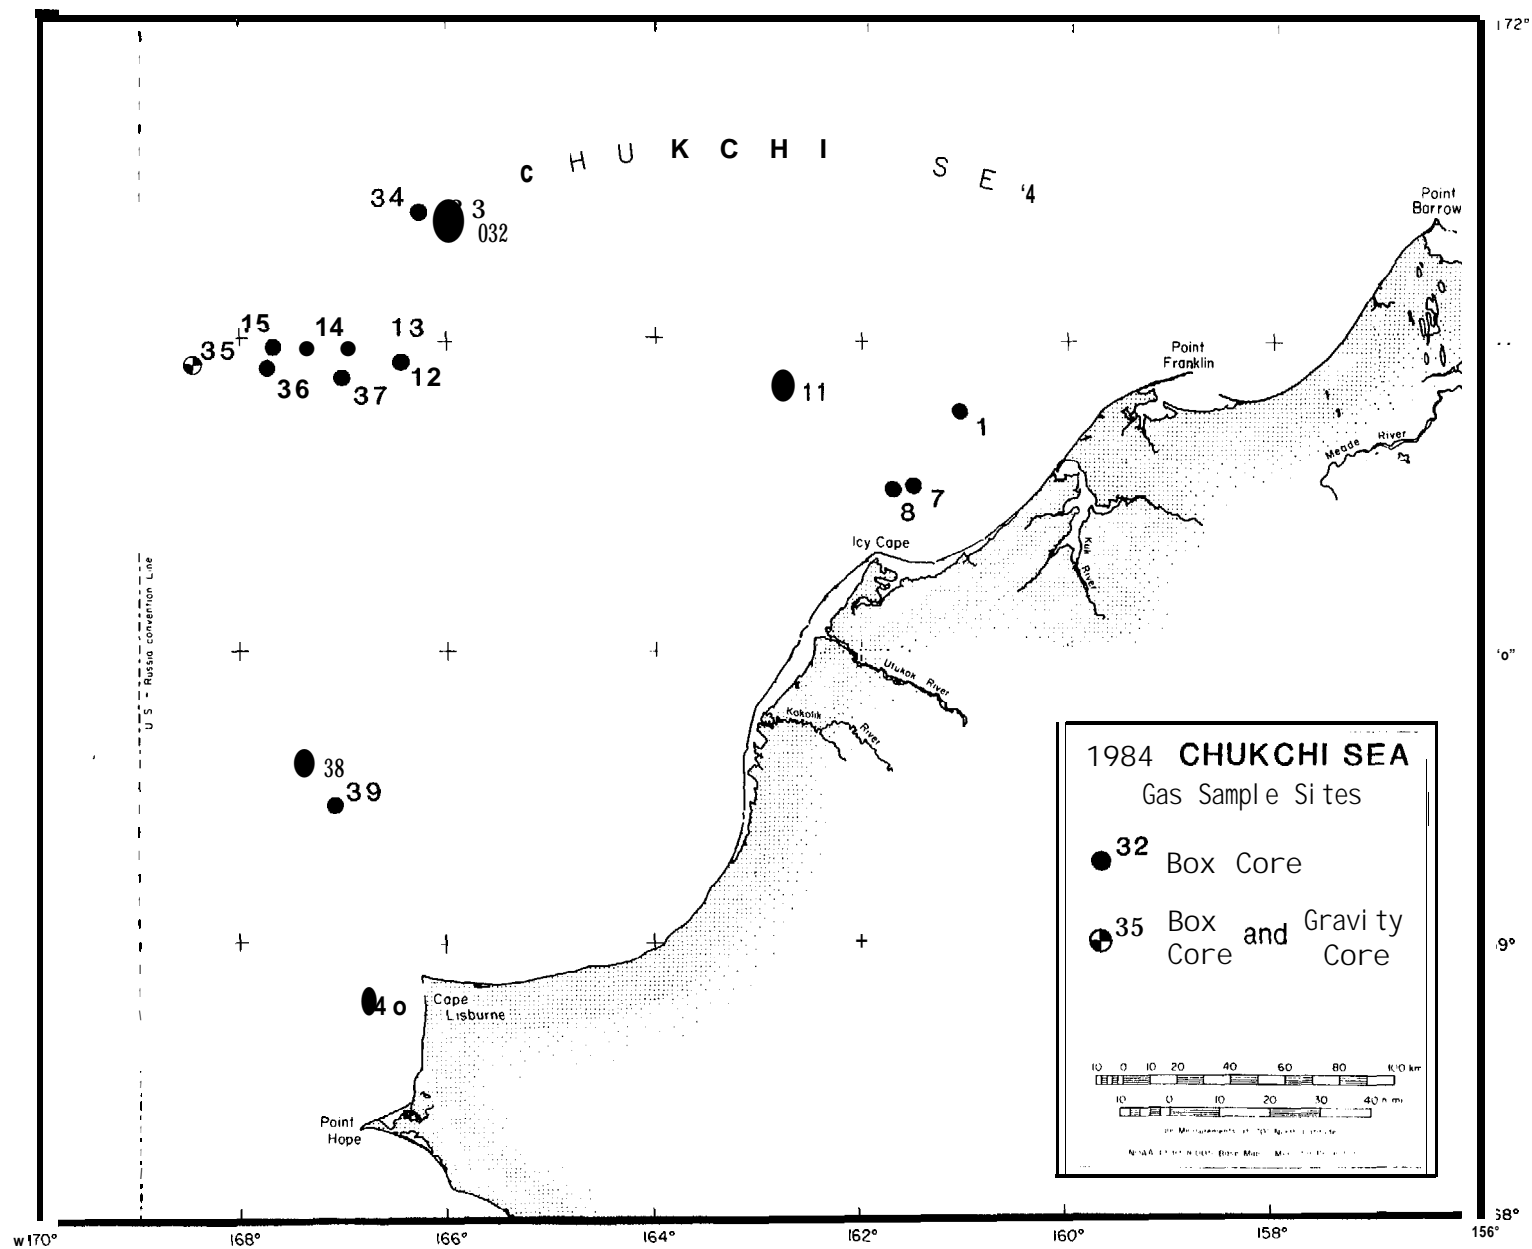 172°
C H U K C H I S E '4
34
3
032
Point
Barrow
15 14 13
35
36 37 12
11
1
Point
Franklin
7
8
Meade River
Icy Cape
Kuk River
US - Russia convention Line
'o"
Utukok River
Kokolik River
38
39
9°
4o
Cape
Lisburne
Point
Hope
1984 CHUKCHI SEA
Gas Sample Sites
32 Box Core
35 Box Core and Gravity Core
10 0 10 20 40 60 80 100 km
10 0 10 20 30 40 n mi
58°
W170° 168° 166° 164° 162° 160° 158° 156°